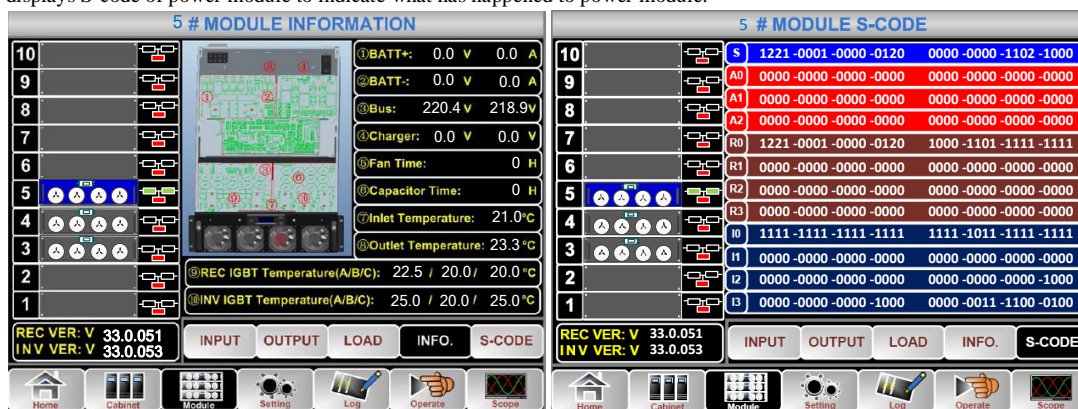 displays S-code of power module to indicate what has happened to power module.
5 # MODULE INFORMATION
10
9
8
7
6
5
4
3
2
1
①BATT+: 0.0 V 0.0 A
②BATT-: 0.0 V 0.0 A
③Bus: 220.4 V 218.9 V
④Charger: 0.0 V 0.0 V
⑤Fan Time: 0 H
⑥Capacitor Time: 0 H
⑦Inlet Temperature: 21.0°C
⑧Outlet Temperature: 23.3°C
⑨REC IGBT Temperature(A/B/C): 22.5 / 20.0 / 20.0 °C
⑩INV IGBT Temperature(A/B/C): 25.0 / 20.0 / 25.0 °C
⑧ ④
① ②
③ ⑥
⑨ ⑦ ⑩
REC VER: V 33.0.051
INV VER: V 33.0.053
INPUT OUTPUT LOAD INFO. S-CODE
Home Cabinet Module Setting Log Operate Scope
5 # MODULE S-CODE
10
9
8
7
6
5
4
3
2
1
S 1221 -0001 -0000 -0120 0000 -0000 -1102 -1000
A0 0000 -0000 -0000 -0000 0000 -0000 -0000 -0000
A1 0000 -0000 -0000 -0000 0000 -0000 -0000 -0000
A2 0000 -0000 -0000 -0000 0000 -0000 -0000 -0000
R0 1221 -0001 -0000 -0120 1000 -1101 -1111 -1111
R1 0000 -0000 -0000 -0000 0000 -0000 -0000 -0000
R2 0000 -0000 -0000 -0000 0000 -0000 -0000 -0000
R3 0000 -0000 -0000 -0000 0000 -0000 -0000 -0000
I0 1111 -1111 -1111 -1111 1111 -1011 -1111 -1111
I1 0000 -0000 -0000 -0000 0000 -0000 -0000 -0000
I2 0000 -0000 -0000 -0000 0000 -0000 -0000 -1000
I3 0000 -0000 -0000 -1000 0000 -0011 -1100 -0100
REC VER: V 33.0.051
INV VER: V 33.0.053
INPUT OUTPUT LOAD INFO. S-CODE
Home Cabinet Module Setting Log Operate Scope